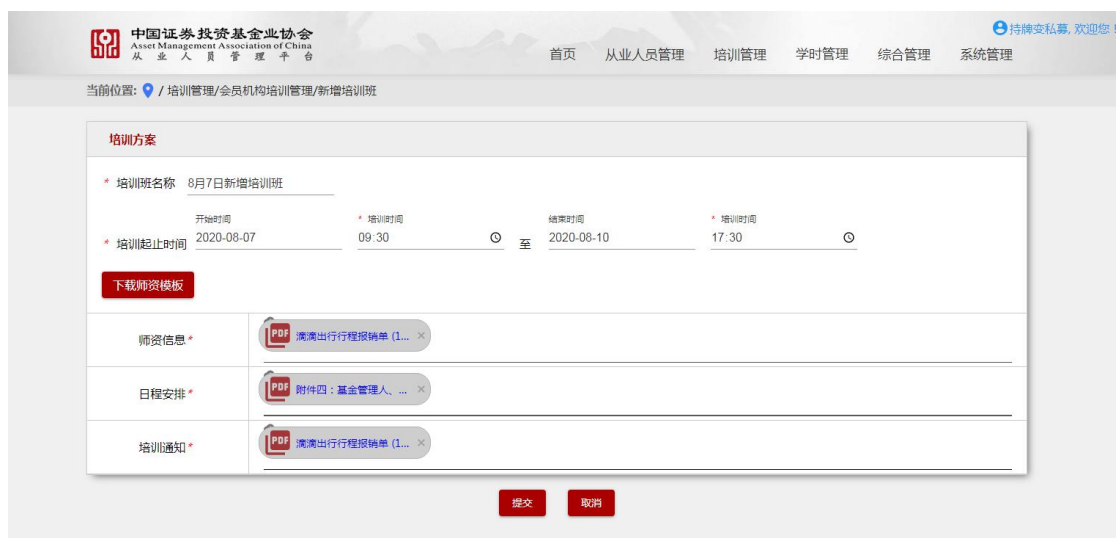 中国证券投资基金业协会
Asset Management Association of China
从业人员管理平台
持牌变私募, 欢迎您!
首页 从业人员管理 培训管理 学时管理 综合管理 系统管理
当前位置: / 培训管理/会员机构培训管理/新增培训班
培训方案
* 培训班名称 8月7日新增培训班
开始时间 * 培训时间 结束时间 * 培训时间
* 培训起止时间 2020-08-07 09:30 至 2020-08-10 17:30
下载师资模板
师资信息* PDF 滴滴出行行程报销单 (1... ×
日程安排* PDF 附件四：基金管理人、... ×
培训通知* PDF 滴滴出行行程报销单 (1... ×
提交 取消